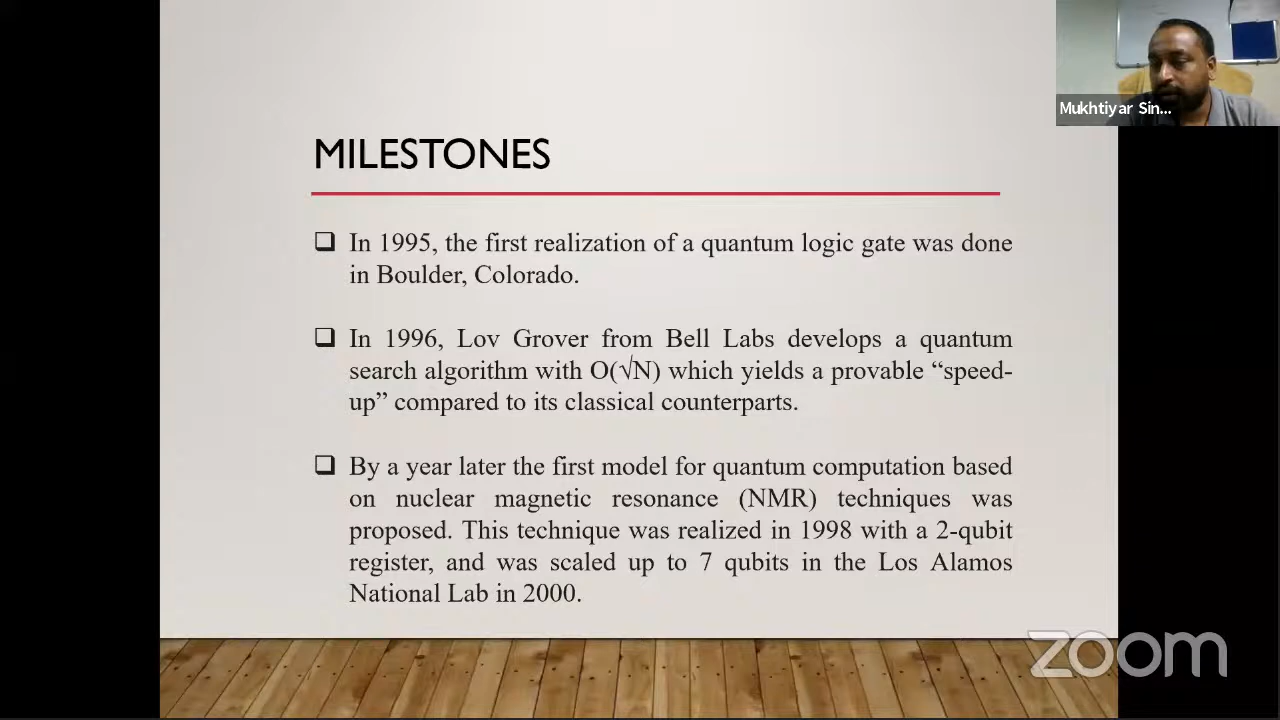 Mukhtiyar Sin...
MILESTONES
❑ In 1995, the first realization of a quantum logic gate was done
in Boulder, Colorado.
❑ In 1996, Lov Grover from Bell Labs develops a quantum
search algorithm with O(√N) which yields a provable “speed-
up” compared to its classical counterparts.
❑ By a year later the first model for quantum computation based
on nuclear magnetic resonance (NMR) techniques was
proposed. This technique was realized in 1998 with a 2-qubit
register, and was scaled up to 7 qubits in the Los Alamos
National Lab in 2000.
zoom